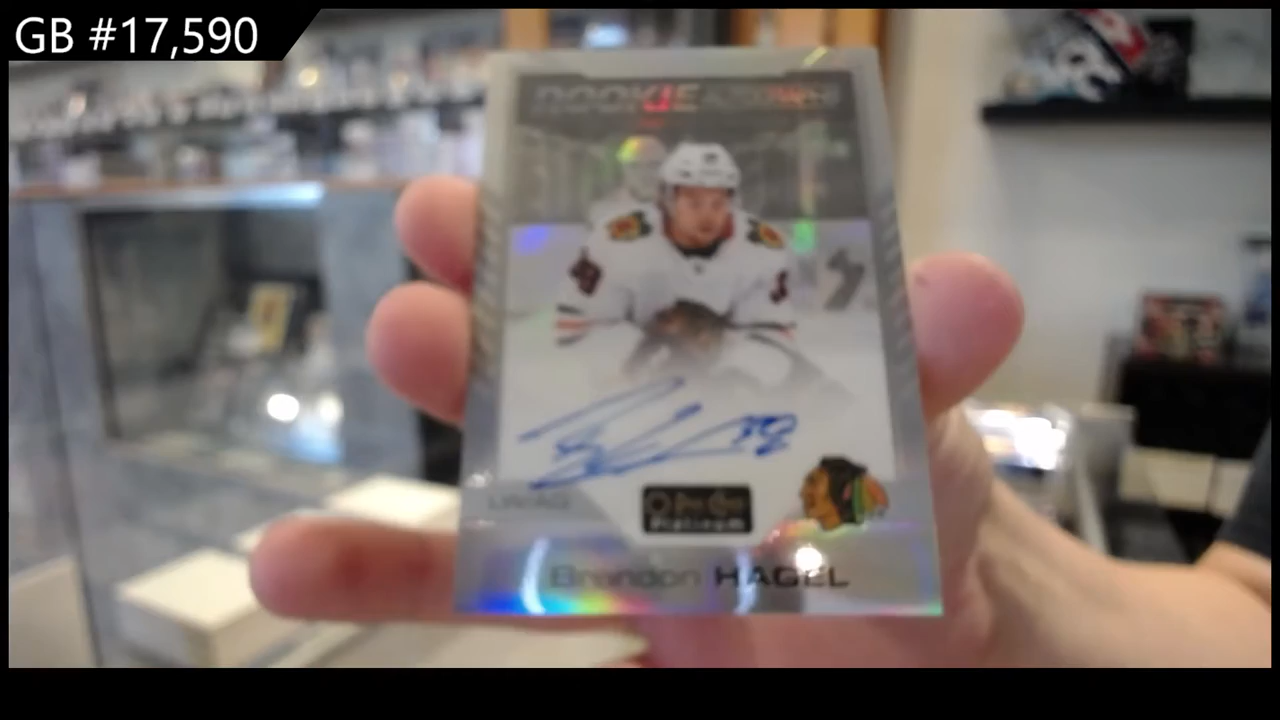 GB #17,590
ROOKIE
O-Pee-Chee
Platinum
Brandon HAGEL